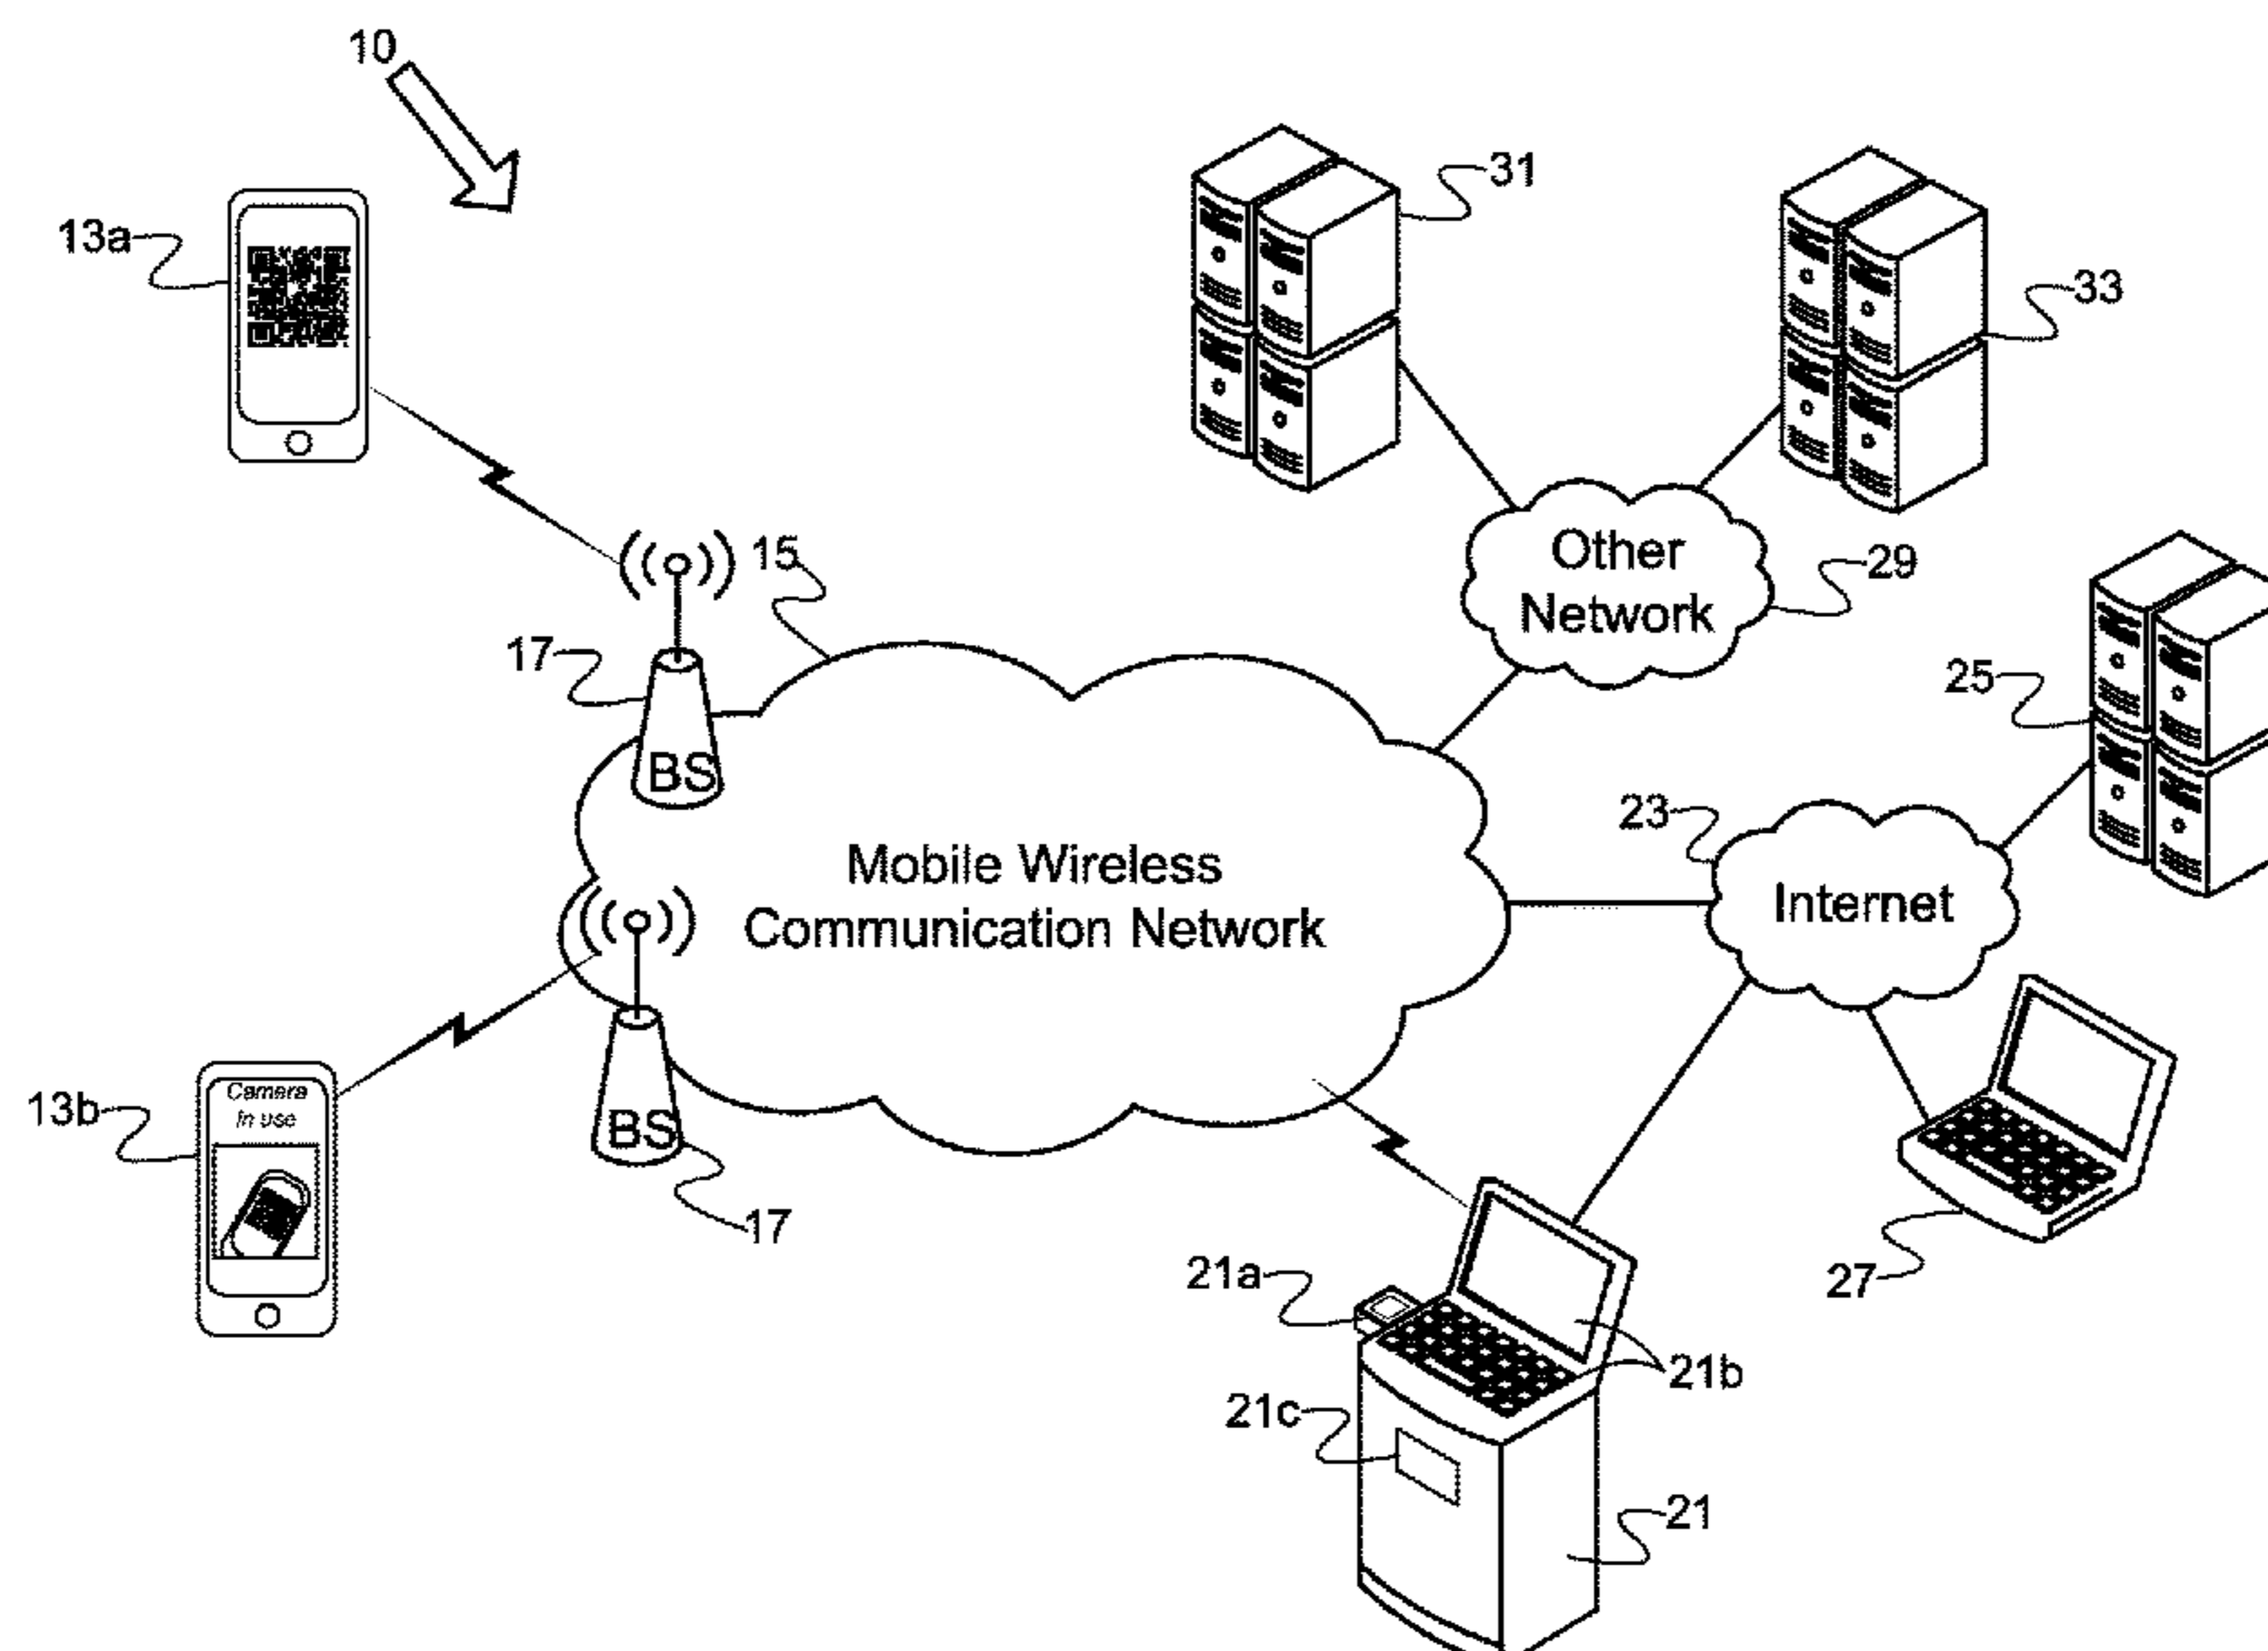 10
31
33
13a
Other
Network
29
15
17
25
BS
23
Mobile Wireless
Communication Network
Internet
Camera
in use
13b
BS
17
21a
27
21b
21c
21